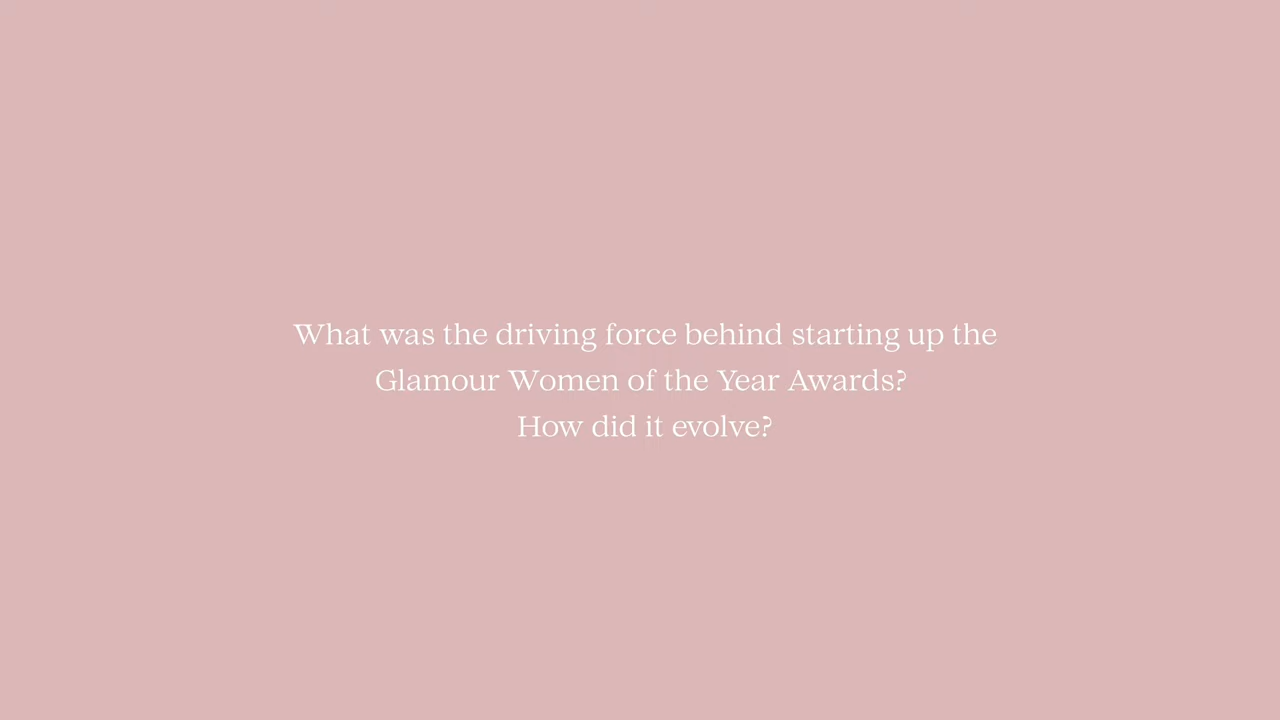 What was the driving force behind starting up the
Glamour Women of the Year Awards?
How did it evolve?